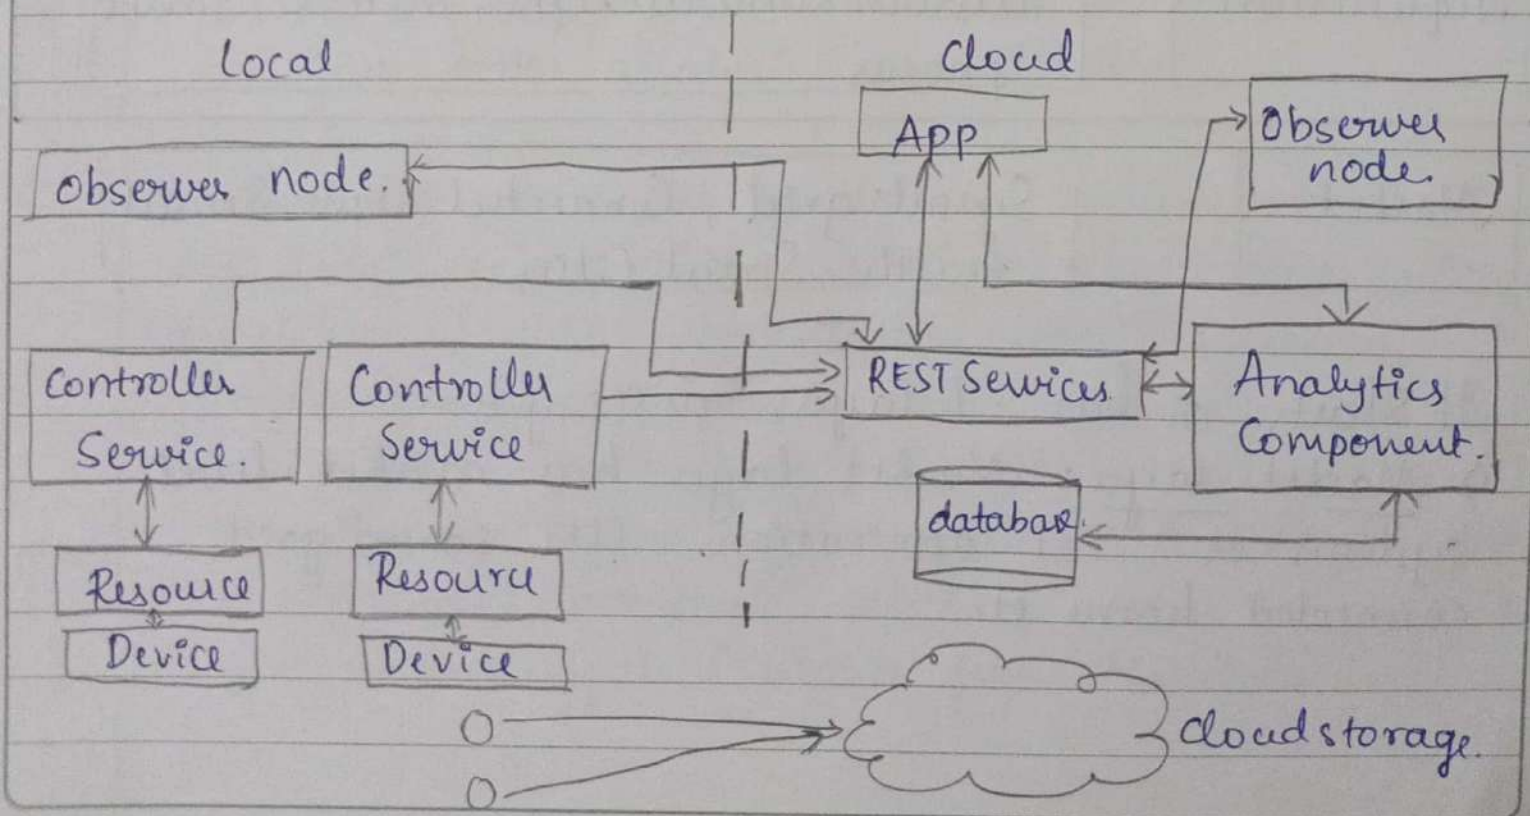 Local
Cloud
App
Observer
node.
Observer node.
Controller
Service.
Controller
Service
REST Services
Analytics
Component.
database.
Resource
Resource
Device
Device
Cloud storage.